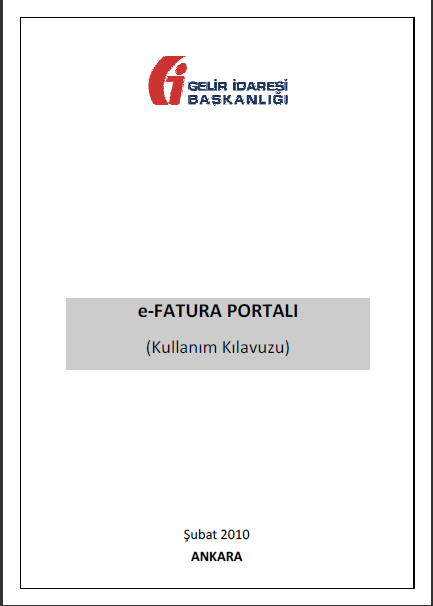 GELİR İDARESİ
BAŞKANLIĞI
e-FATURA PORTALI
(Kullanım Kılavuzu)
Şubat 2010
ANKARA